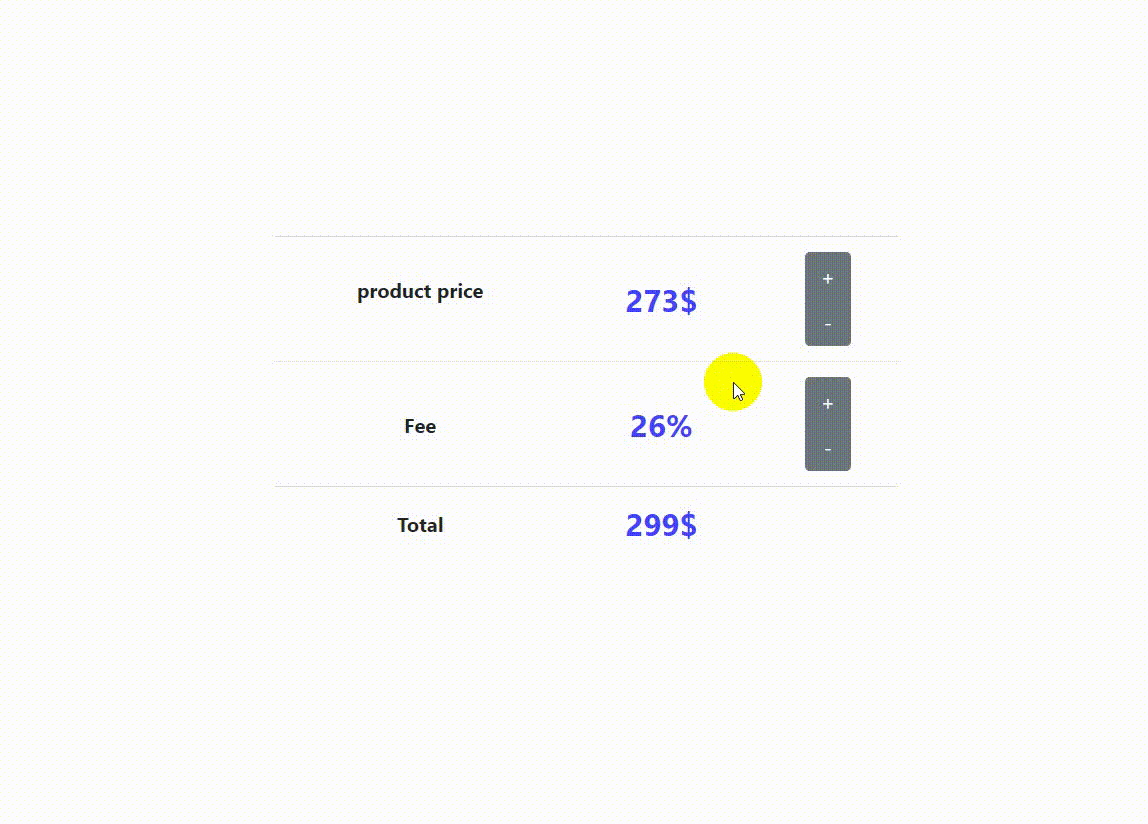 product price 273$ +
-
Fee 26% +
-
Total 299$